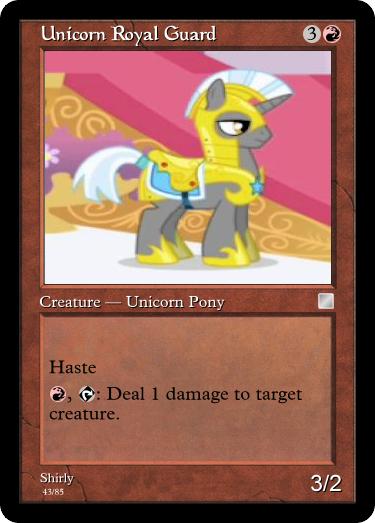 Unicorn Royal Guard 3
Creature — Unicorn Pony
Haste
, : Deal 1 damage to target
creature.
Shirly
43/85
3/2